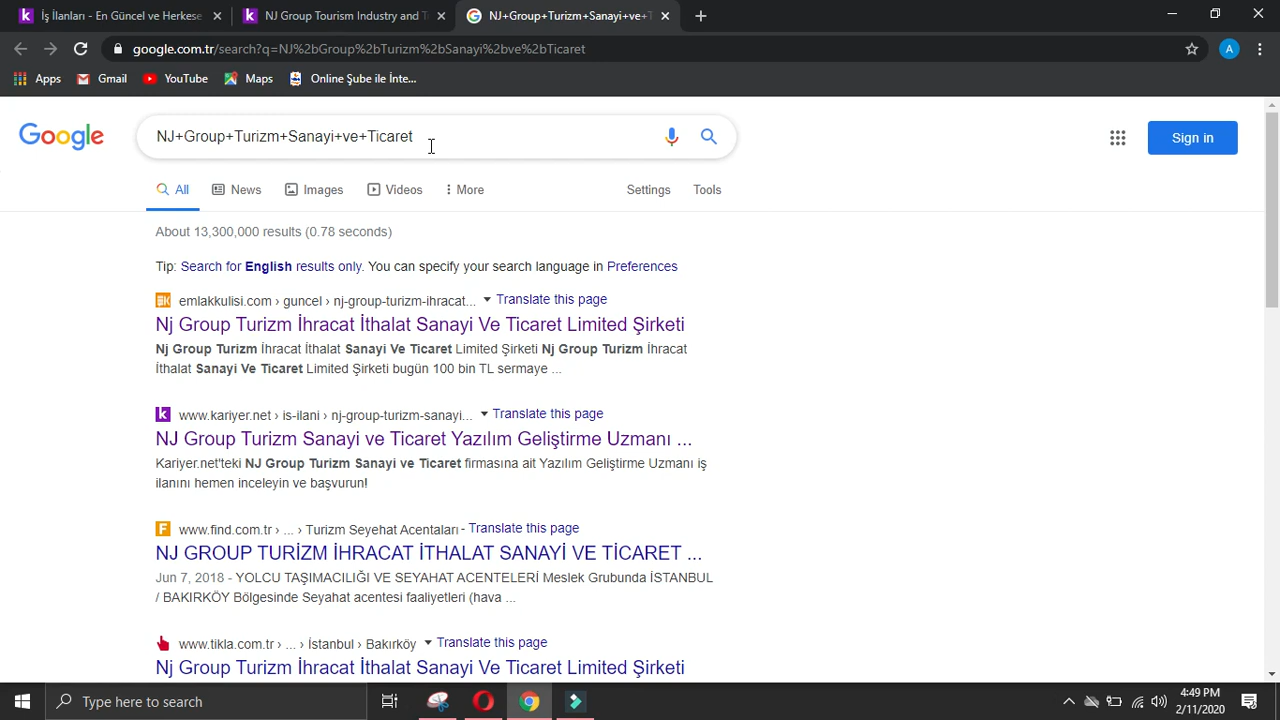 İş İlanları - En Güncel ve Herkese
NJ Group Tourism Industry and T
NJ+Group+Turizm+Sanayi+ve+T
google.com.tr/search?q=NJ%2bGroup%2bTurizm%2bSanayi%2bve%2bTicaret
A
Apps
Gmail
YouTube
Maps
Online Şube ile İnte...
Google
NJ+Group+Turizm+Sanayi+ve+Ticaret
Sign in
All
News
Images
Videos
More
Settings
Tools
About 13,300,000 results (0.78 seconds)
Tip: Search for English results only. You can specify your search language in Preferences
emlakkulisi.com › guncel › nj-group-turizm-ihracat... Translate this page
Nj Group Turizm İhracat İthalat Sanayi Ve Ticaret Limited Şirketi
Nj Group Turizm İhracat İthalat Sanayi Ve Ticaret Limited Şirketi Nj Group Turizm İhracat
İthalat Sanayi Ve Ticaret Limited Şirketi bugün 100 bin TL sermaye ...
www.kariyer.net › is-ilani › nj-group-turizm-sanayi... Translate this page
NJ Group Turizm Sanayi ve Ticaret Yazılım Geliştirme Uzmanı ...
Kariyer.net'teki NJ Group Turizm Sanayi ve Ticaret firmasına ait Yazılım Geliştirme Uzmanı iş
ilanını hemen inceleyin ve başvurun!
www.find.com.tr › ... › Turizm Seyehat Acentaları - Translate this page
NJ GROUP TURİZM İHRACAT İTHALAT SANAYİ VE TİCARET ...
Jun 7, 2018 - YOLCU TAŞIMACILIĞI VE SEYAHAT ACENTELERİ Meslek Grubunda İSTANBUL
/ BAKIRKÖY Bölgesinde Seyahat acentesi faaliyetleri (hava ...
www.tikla.com.tr › ... › İstanbul › Bakırköy Translate this page
Nj Group Turizm İhracat İthalat Sanayi Ve Ticaret Limited Şirketi
Type here to search
4:49 PM
2/11/2020